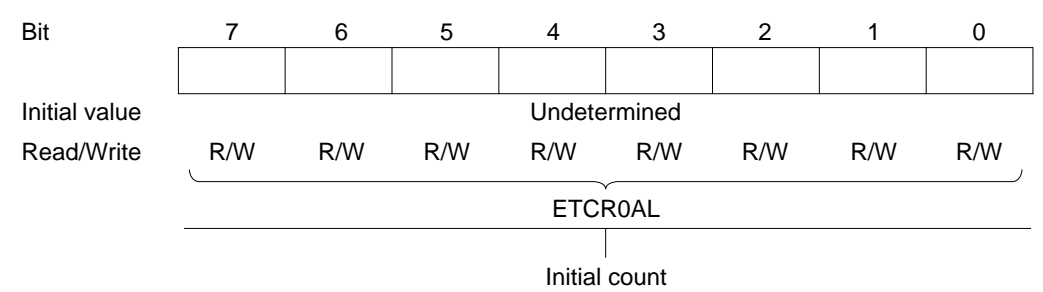 Bit 7 6 5 4 3 2 1 0
Initial value Undetermined
Read/Write R/W R/W R/W R/W R/W R/W R/W R/W
ETCR0AL
Initial count